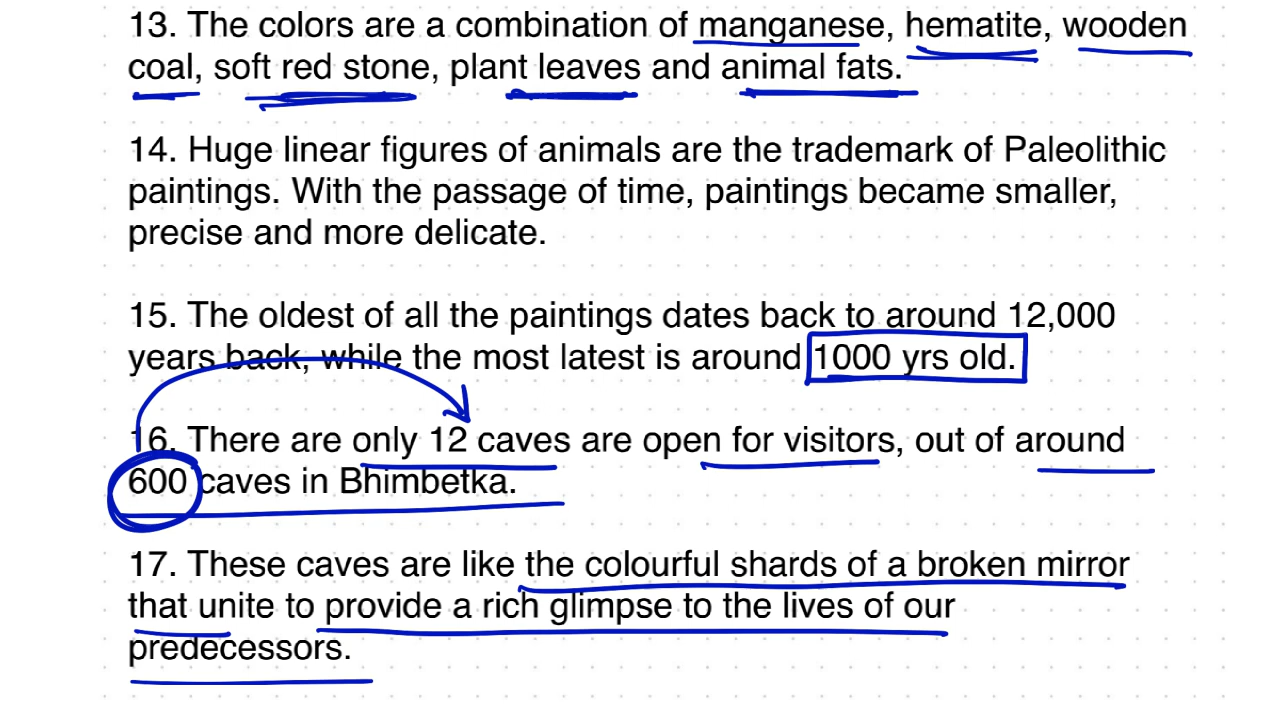 13. The colors are a combination of manganese, hematite, wooden
coal, soft red stone, plant leaves and animal fats.
14. Huge linear figures of animals are the trademark of Paleolithic
paintings. With the passage of time, paintings became smaller,
precise and more delicate.
15. The oldest of all the paintings dates back to around 12,000
years back, while the most latest is around 1000 yrs old.
16. There are only 12 caves are open for visitors, out of around
600 caves in Bhimbetka.
17. These caves are like the colourful shards of a broken mirror
that unite to provide a rich glimpse to the lives of our
predecessors.